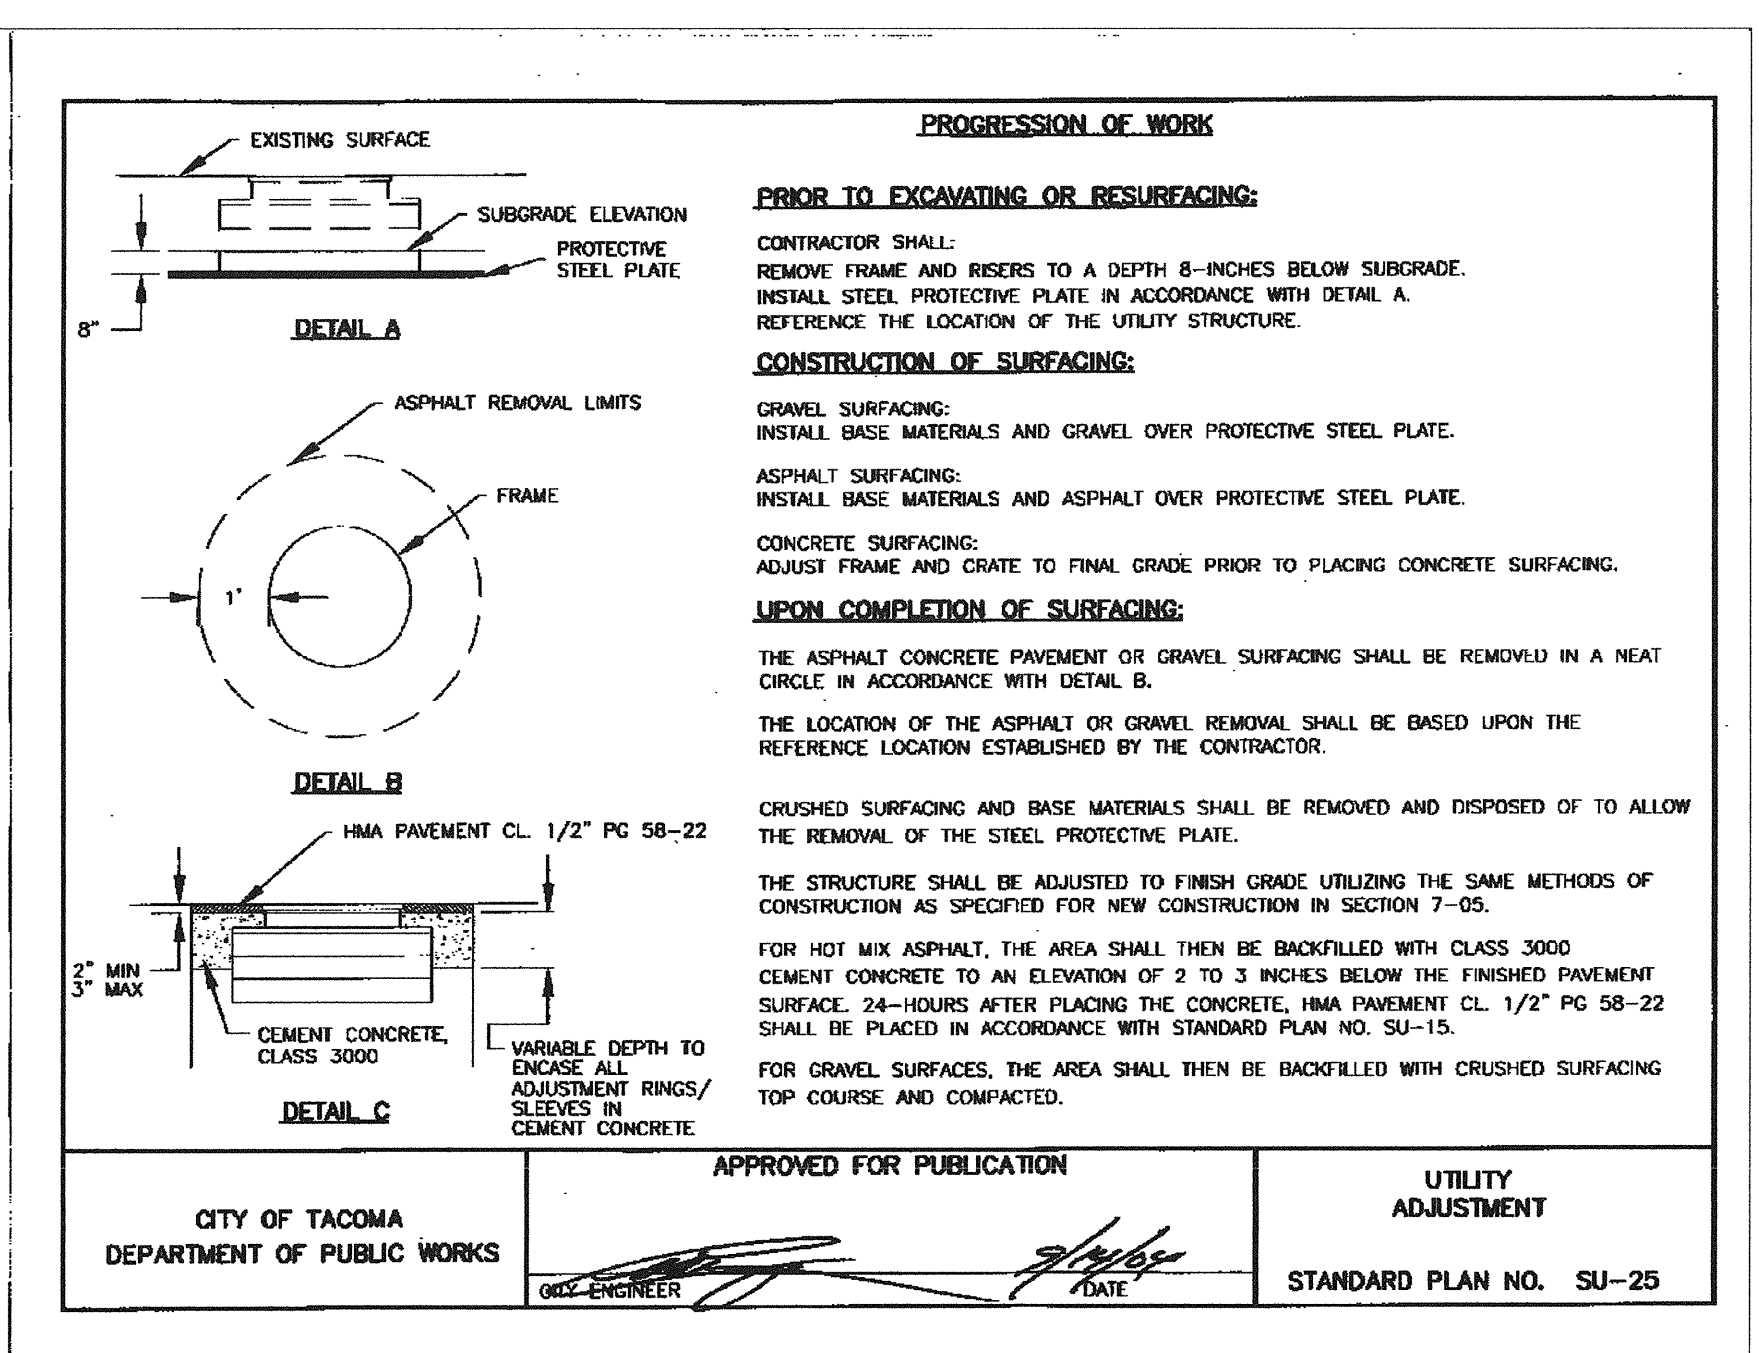 EXISTING SURFACE
SUBGRADE ELEVATION
PROTECTIVE
STEEL PLATE
8"
DETAIL A
ASPHALT REMOVAL LIMITS
FRAME
1'
DETAIL B
HMA PAVEMENT CL. 1/2" PG 58-22
2" MIN
3" MAX
CEMENT CONCRETE,
CLASS 3000
VARIABLE DEPTH TO
ENCASE ALL
ADJUSTMENT RINGS/
SLEEVES IN
CEMENT CONCRETE
DETAIL C
PROGRESSION OF WORK
PRIOR TO EXCAVATING OR RESURFACING:
CONTRACTOR SHALL:
REMOVE FRAME AND RISERS TO A DEPTH 8-INCHES BELOW SUBGRADE.
INSTALL STEEL PROTECTIVE PLATE IN ACCORDANCE WITH DETAIL A.
REFERENCE THE LOCATION OF THE UTILITY STRUCTURE.
CONSTRUCTION OF SURFACING:
GRAVEL SURFACING:
INSTALL BASE MATERIALS AND GRAVEL OVER PROTECTIVE STEEL PLATE.
ASPHALT SURFACING:
INSTALL BASE MATERIALS AND ASPHALT OVER PROTECTIVE STEEL PLATE.
CONCRETE SURFACING:
ADJUST FRAME AND CRATE TO FINAL GRADE PRIOR TO PLACING CONCRETE SURFACING.
UPON COMPLETION OF SURFACING:
THE ASPHALT CONCRETE PAVEMENT OR GRAVEL SURFACING SHALL BE REMOVED IN A NEAT
CIRCLE IN ACCORDANCE WITH DETAIL B.
THE LOCATION OF THE ASPHALT OR GRAVEL REMOVAL SHALL BE BASED UPON THE
REFERENCE LOCATION ESTABLISHED BY THE CONTRACTOR.
CRUSHED SURFACING AND BASE MATERIALS SHALL BE REMOVED AND DISPOSED OF TO ALLOW
THE REMOVAL OF THE STEEL PROTECTIVE PLATE.
THE STRUCTURE SHALL BE ADJUSTED TO FINISH GRADE UTILIZING THE SAME METHODS OF
CONSTRUCTION AS SPECIFIED FOR NEW CONSTRUCTION IN SECTION 7-05.
FOR HOT MIX ASPHALT, THE AREA SHALL THEN BE BACKFILLED WITH CLASS 3000
CEMENT CONCRETE TO AN ELEVATION OF 2 TO 3 INCHES BELOW THE FINISHED PAVEMENT
SURFACE. 24-HOURS AFTER PLACING THE CONCRETE, HMA PAVEMENT CL. 1/2" PG 58-22
SHALL BE PLACED IN ACCORDANCE WITH STANDARD PLAN NO. SU-15.
FOR GRAVEL SURFACES, THE AREA SHALL THEN BE BACKFILLED WITH CRUSHED SURFACING
TOP COURSE AND COMPACTED.
CITY OF TACOMA
DEPARTMENT OF PUBLIC WORKS
APPROVED FOR PUBLICATION
CITY ENGINEER
DATE
UTILITY
ADJUSTMENT
STANDARD PLAN NO. SU-25